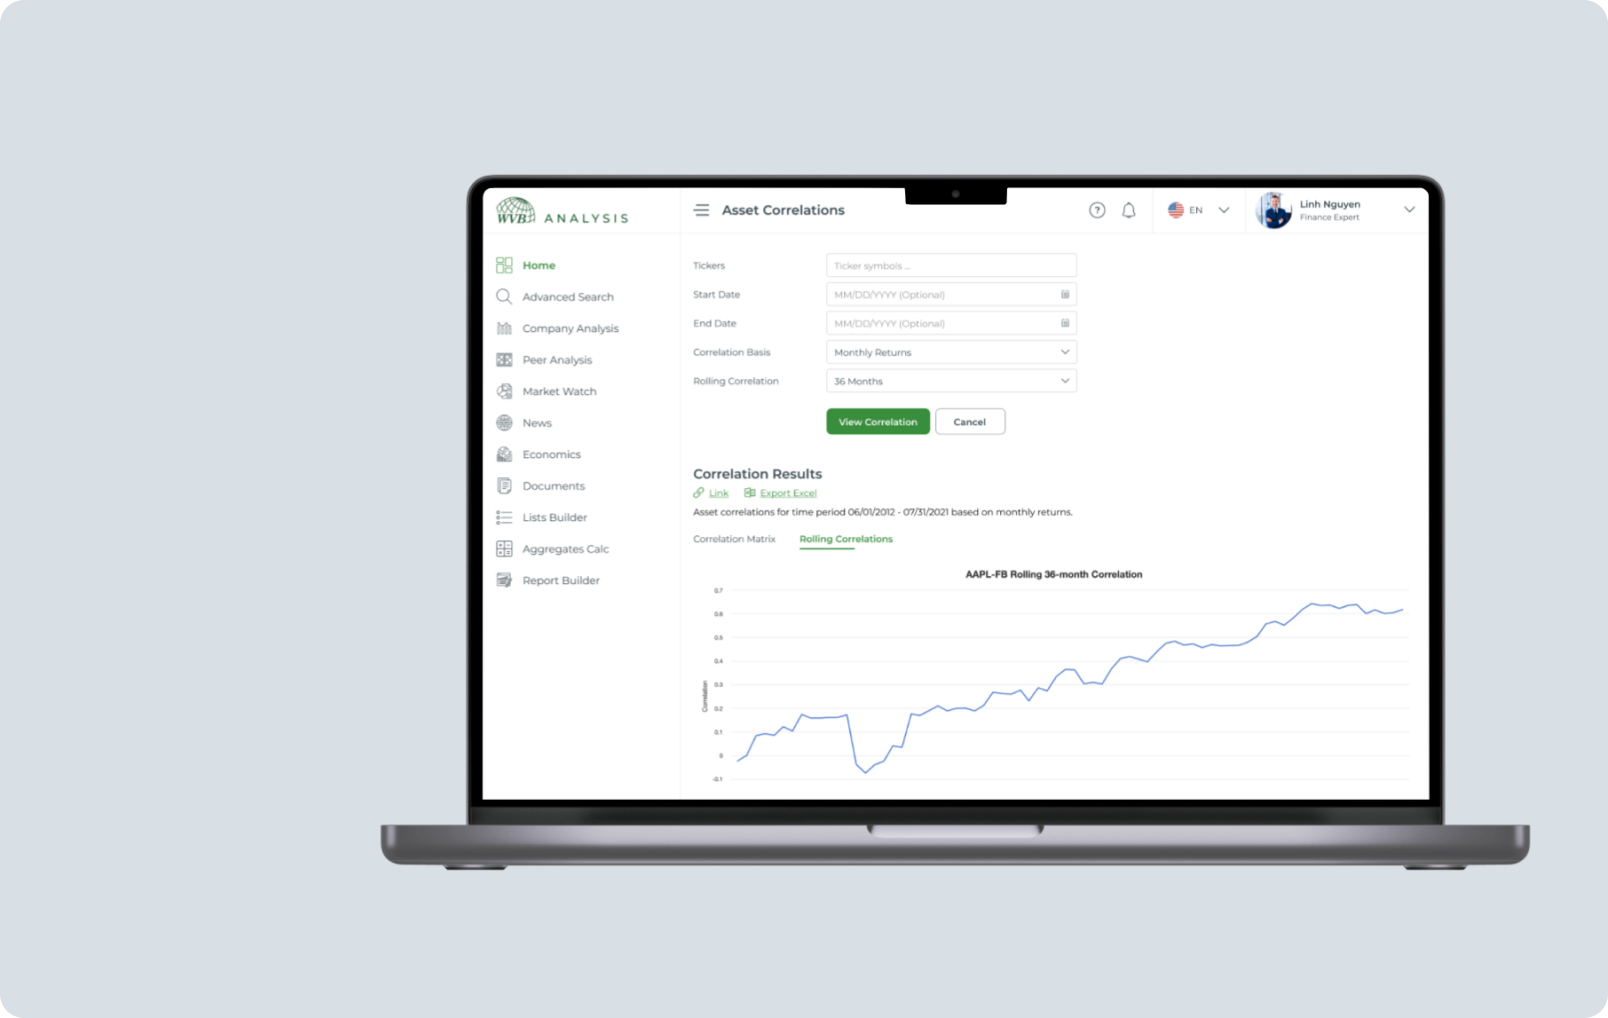 WVB ANALYSIS
Asset Correlations
?
EN
Linh Nguyen
Finance Expert
Home
Advanced Search
Company Analysis
Peer Analysis
Market Watch
News
Economics
Documents
Lists Builder
Aggregates Calc
Report Builder
Tickers
Ticker symbols ...
Start Date
MM/DD/YYYY (Optional)
End Date
MM/DD/YYYY (Optional)
Correlation Basis
Monthly Returns
Rolling Correlation
36 Months
View Correlation
Cancel
Correlation Results
Link
Export Excel
Asset correlations for time period 06/01/2012 - 07/31/2021 based on monthly returns.
Correlation Matrix
Rolling Correlations
AAPL-FB Rolling 36-month Correlation
Correlation
0.7
0.6
0.5
0.4
0.3
0.2
0.1
0
-0.1